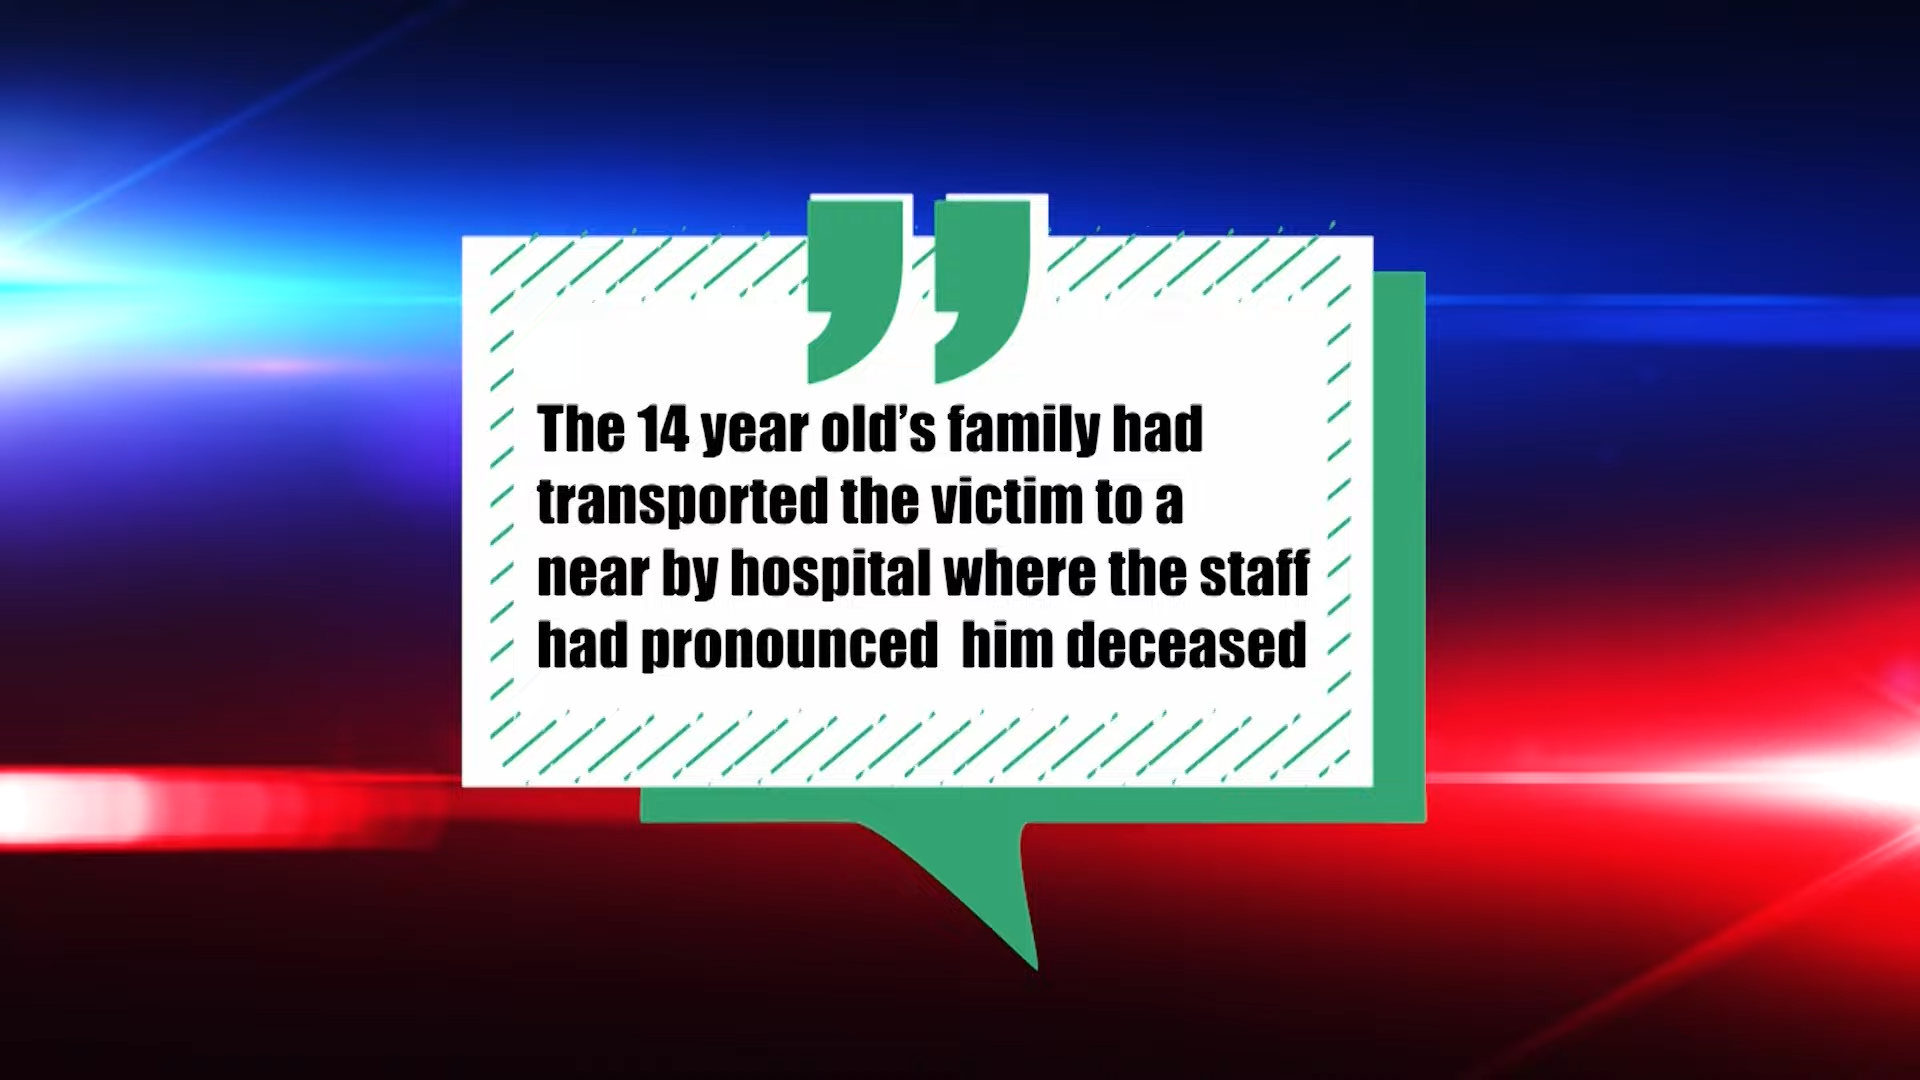 The 14 year old’s family had
transported the victim to a
near by hospital where the staff
had pronounced  him deceased